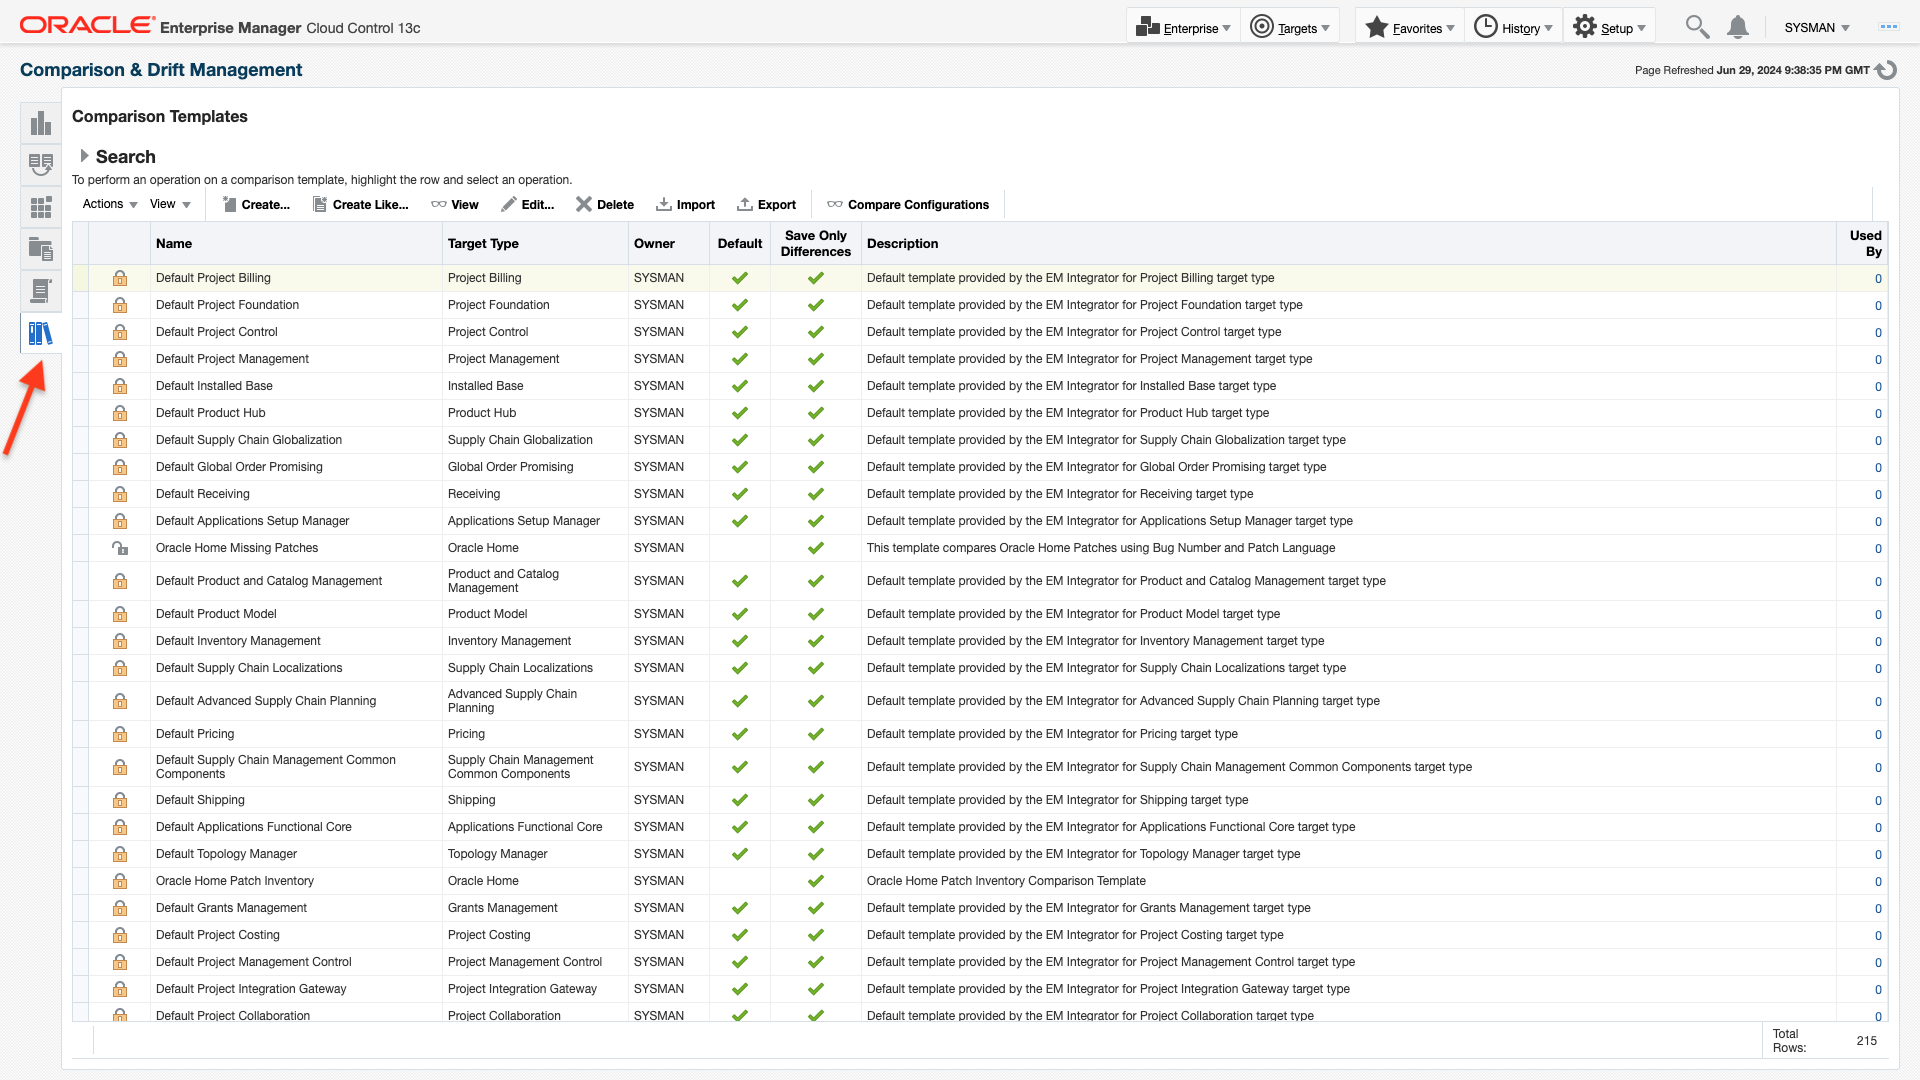 ORACLE® Enterprise Manager Cloud Control 13c
Enterprise Targets Favorites History Setup SYSMAN
Comparison & Drift Management
Page Refreshed Jun 29, 2024 9:38:35 PM GMT
Comparison Templates
Search
To perform an operation on a comparison template, highlight the row and select an operation.
Actions View Create... Create Like... View Edit... Delete Import Export Compare Configurations
Name Target Type Owner Default Save Only Differences Description Used By
Default Project Billing Project Billing SYSMAN Default template provided by the EM Integrator for Project Billing target type 0
Default Project Foundation Project Foundation SYSMAN Default template provided by the EM Integrator for Project Foundation target type 0
Default Project Control Project Control SYSMAN Default template provided by the EM Integrator for Project Control target type 0
Default Project Management Project Management SYSMAN Default template provided by the EM Integrator for Project Management target type 0
Default Installed Base Installed Base SYSMAN Default template provided by the EM Integrator for Installed Base target type 0
Default Product Hub Product Hub SYSMAN Default template provided by the EM Integrator for Product Hub target type 0
Default Supply Chain Globalization Supply Chain Globalization SYSMAN Default template provided by the EM Integrator for Supply Chain Globalization target type 0
Default Global Order Promising Global Order Promising SYSMAN Default template provided by the EM Integrator for Global Order Promising target type 0
Default Receiving Receiving SYSMAN Default template provided by the EM Integrator for Receiving target type 0
Default Applications Setup Manager Applications Setup Manager SYSMAN Default template provided by the EM Integrator for Applications Setup Manager target type 0
Oracle Home Missing Patches Oracle Home SYSMAN This template compares Oracle Home Patches using Bug Number and Patch Language 0
Default Product and Catalog Management Product and Catalog Management SYSMAN Default template provided by the EM Integrator for Product and Catalog Management target type 0
Default Product Model Product Model SYSMAN Default template provided by the EM Integrator for Product Model target type 0
Default Inventory Management Inventory Management SYSMAN Default template provided by the EM Integrator for Inventory Management target type 0
Default Supply Chain Localizations Supply Chain Localizations SYSMAN Default template provided by the EM Integrator for Supply Chain Localizations target type 0
Default Advanced Supply Chain Planning Advanced Supply Chain Planning SYSMAN Default template provided by the EM Integrator for Advanced Supply Chain Planning target type 0
Default Pricing Pricing SYSMAN Default template provided by the EM Integrator for Pricing target type 0
Default Supply Chain Management Common Components Supply Chain Management Common Components SYSMAN Default template provided by the EM Integrator for Supply Chain Management Common Components target type 0
Default Shipping Shipping SYSMAN Default template provided by the EM Integrator for Shipping target type 0
Default Applications Functional Core Applications Functional Core SYSMAN Default template provided by the EM Integrator for Applications Functional Core target type 0
Default Topology Manager Topology Manager SYSMAN Default template provided by the EM Integrator for Topology Manager target type 0
Oracle Home Patch Inventory Oracle Home SYSMAN Oracle Home Patch Inventory Comparison Template 0
Default Grants Management Grants Management SYSMAN Default template provided by the EM Integrator for Grants Management target type 0
Default Project Costing Project Costing SYSMAN Default template provided by the EM Integrator for Project Costing target type 0
Default Project Management Control Project Management Control SYSMAN Default template provided by the EM Integrator for Project Management Control target type 0
Default Project Integration Gateway Project Integration Gateway SYSMAN Default template provided by the EM Integrator for Project Integration Gateway target type 0
Default Project Collaboration Project Collaboration SYSMAN Default template provided by the EM Integrator for Project Collaboration target type 0
Total Rows: 215